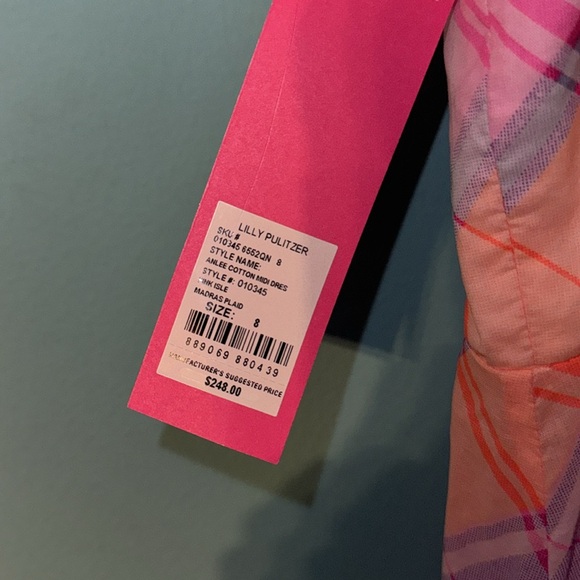 LILLY PULITZER
SKU #
010345 6552QN 8
STYLE NAME:
ANLEE COTTON MIDI DRES
STYLE #: 010345
PINK ISLE
MADRAS PLAID
SIZE: 8
889069 880439
MANUFACTURER'S SUGGESTED PRICE
$248.00